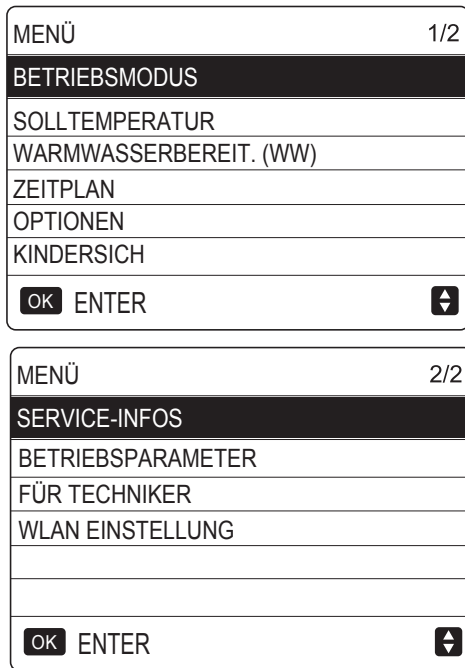 MENÜ 1/2
BETRIEBSMODUS
SOLLTEMPERATUR
WARMWASSERBEREIT. (WW)
ZEITPLAN
OPTIONEN
KINDERSICH
OK ENTER
MENÜ 2/2
SERVICE-INFOS
BETRIEBSPARAMETER
FÜR TECHNIKER
WLAN EINSTELLUNG
OK ENTER